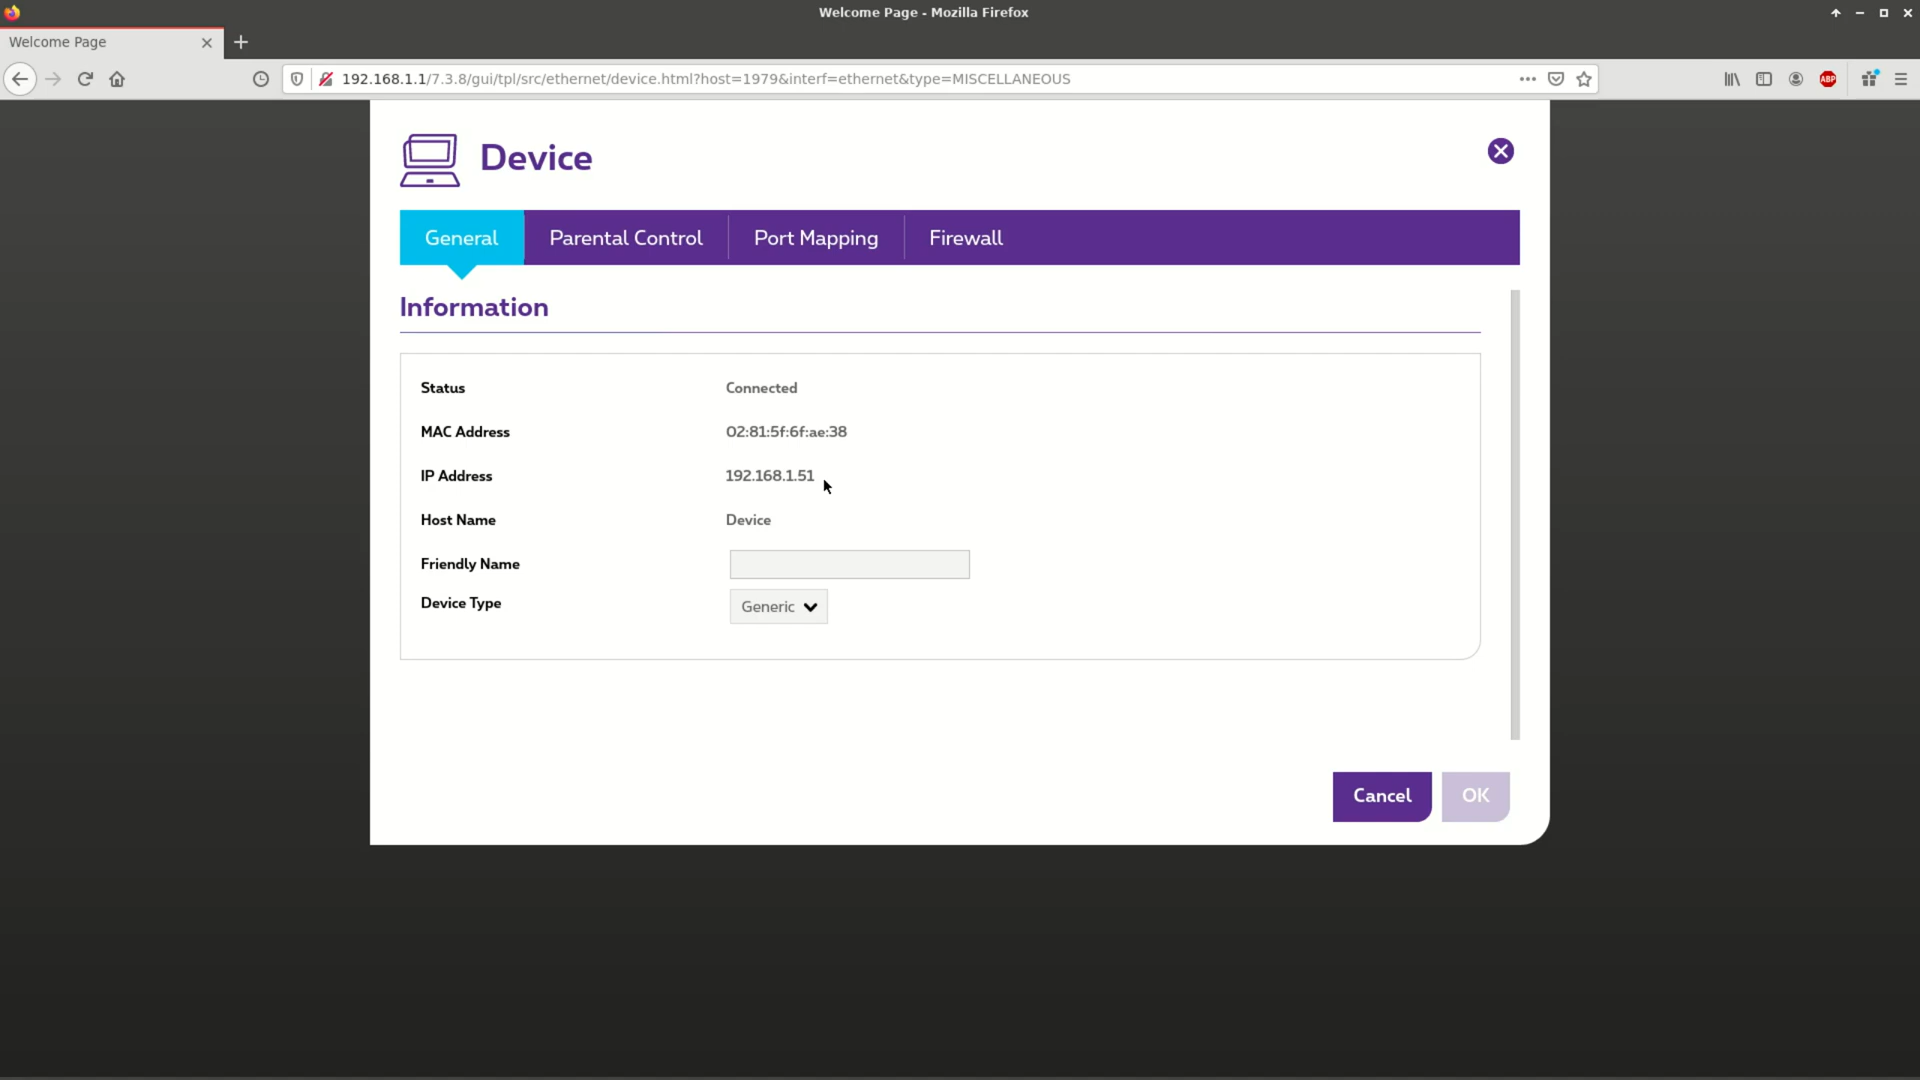 Welcome Page - Mozilla Firefox
Welcome Page
192.168.1.1/7.3.8/gui/tpl/src/ethernet/device.html?host=1979&interf=ethernet&type=MISCELLANEOUS
ABP
Device
General Parental Control Port Mapping Firewall
Information
Status Connected
MAC Address 02:81:5f:6f:ae:38
IP Address 192.168.1.51
Host Name Device
Friendly Name
Device Type Generic
Cancel OK